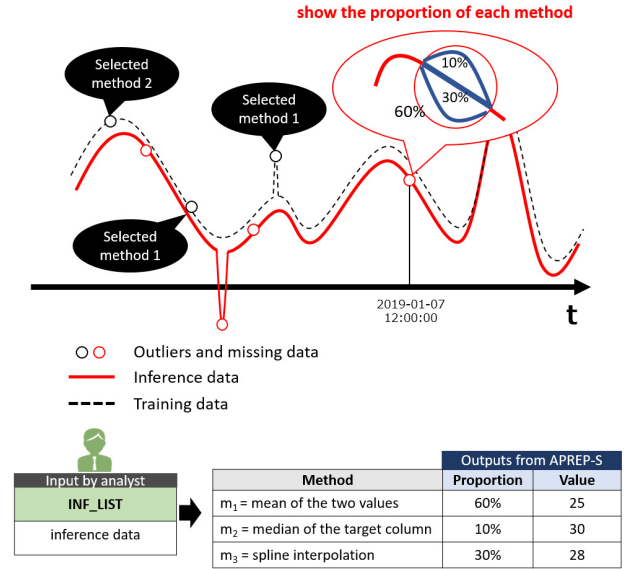 show the proportion of each method
Selected
method 2
Selected
method 1
10%
30%
60%
Selected
method 1
2019-01-07
12:00:00
t
Outliers and missing data
Inference data
Training data
Input by analyst
INF_LIST
inference data
Outputs from APREP-S
Method Proportion Value
m1 = mean of the two values 60% 25
m2 = median of the target column 10% 30
m3 = spline interpolation 30% 28